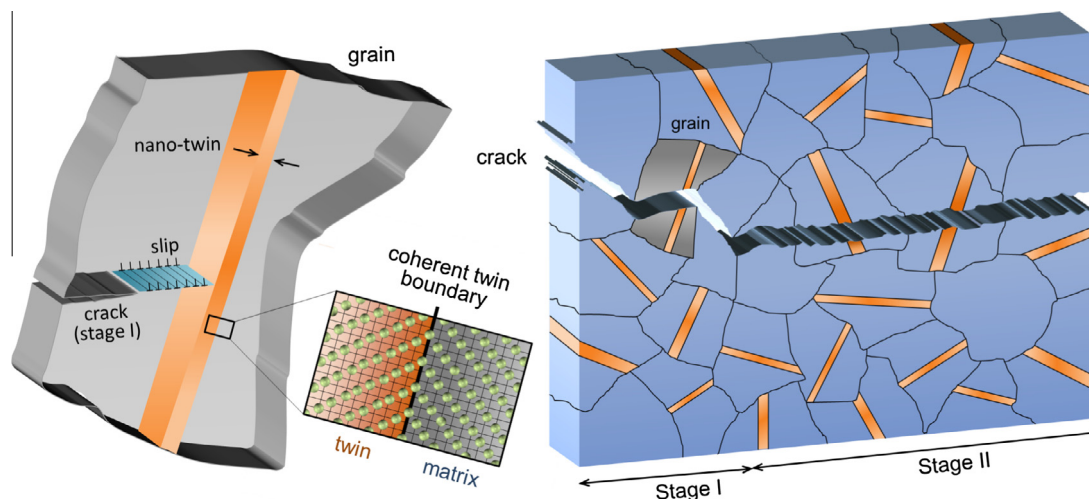 grain
nano-twin
slip
crack
(stage I)
coherent twin
boundary
twin
matrix
grain
crack
Stage I
Stage II